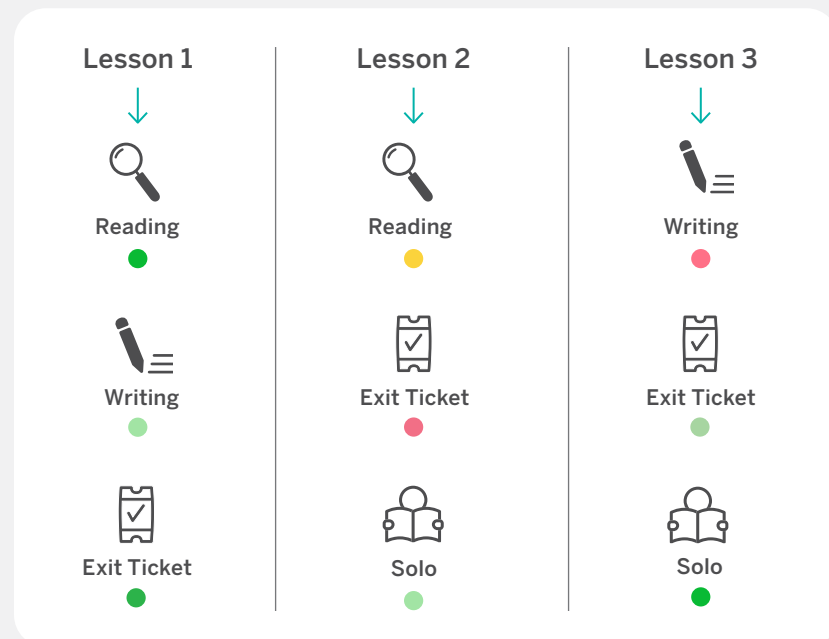 Lesson 1
Reading
Writing
Exit Ticket
Lesson 2
Reading
Exit Ticket
Solo
Lesson 3
Writing
Exit Ticket
Solo